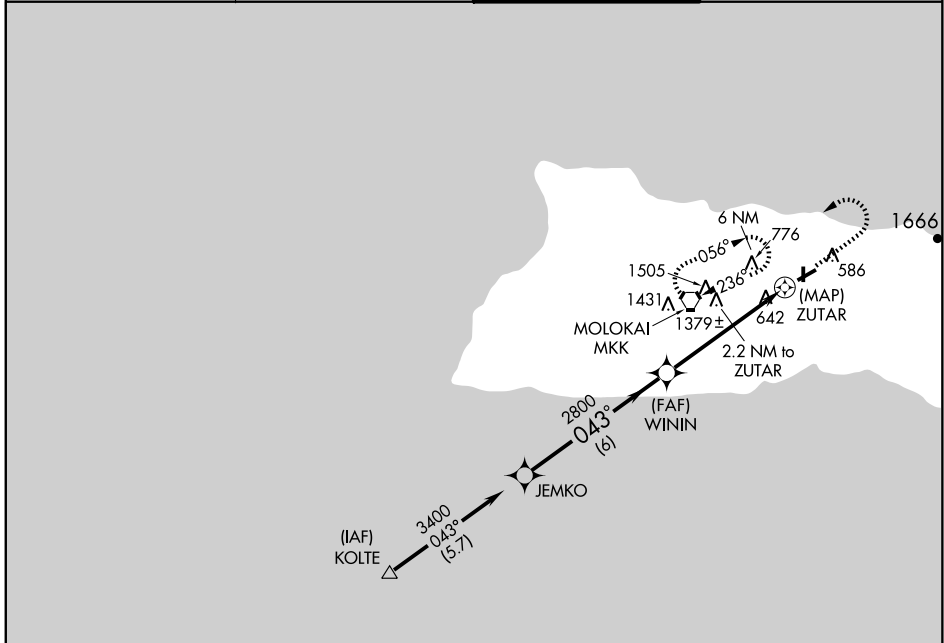 1666
6 NM
776
056°
586
1505
236°
1431
(MAP)
ZUTAR
642
1379±
MOLOKAI
MKK
2.2 NM to
ZUTAR
(FAF)
WININ
2800
043°
(6)
JEMKO
3400
043°
(5.7)
(IAF)
KOLTE